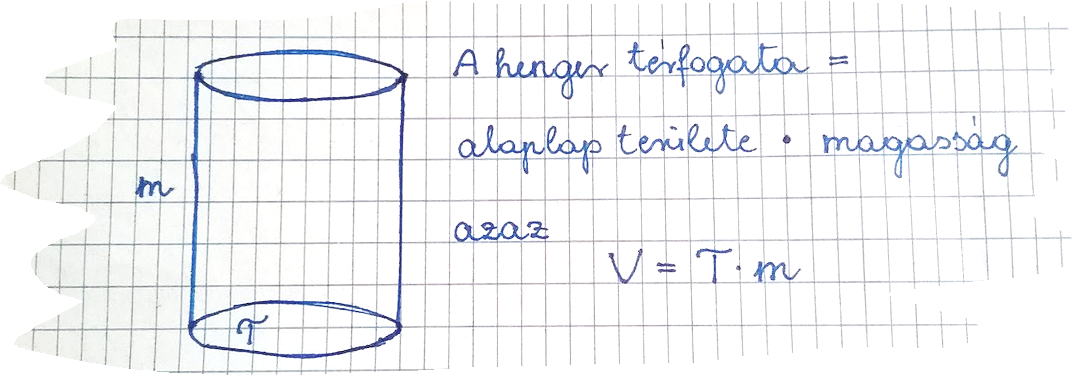 A henger térfogata =
alaplap területe · magasság
m
azaz
V = T · m
T